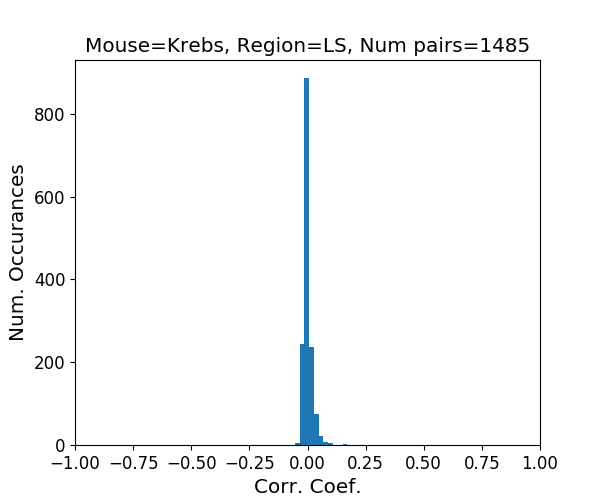 Mouse=Krebs, Region=LS, Num pairs=1485
800
600
400
200
0
Num. Occurances
−1.00 −0.75 −0.50 −0.25 0.00 0.25 0.50 0.75 1.00
Corr. Coef.